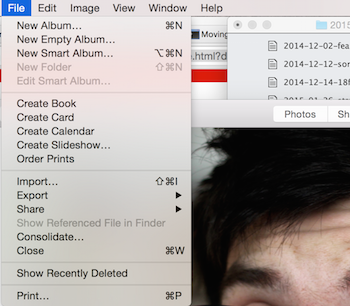 File Edit Image View Window Help
New Album... ⌘N
New Empty Album...
New Smart Album... ⌥⌘N
New Folder ⇧⌘N
Edit Smart Album...
Create Book
Create Card
Create Calendar
Create Slideshow...
Order Prints
Import... ⇧⌘I
Export ▶
Share ▶
Show Referenced File in Finder
Consolidate...
Close ⌘W
Show Recently Deleted
Print... ⌘P
Moving
.html?d
2015
2014-12-02-fea
2014-12-12-sor
2014-12-14-18f
Photos